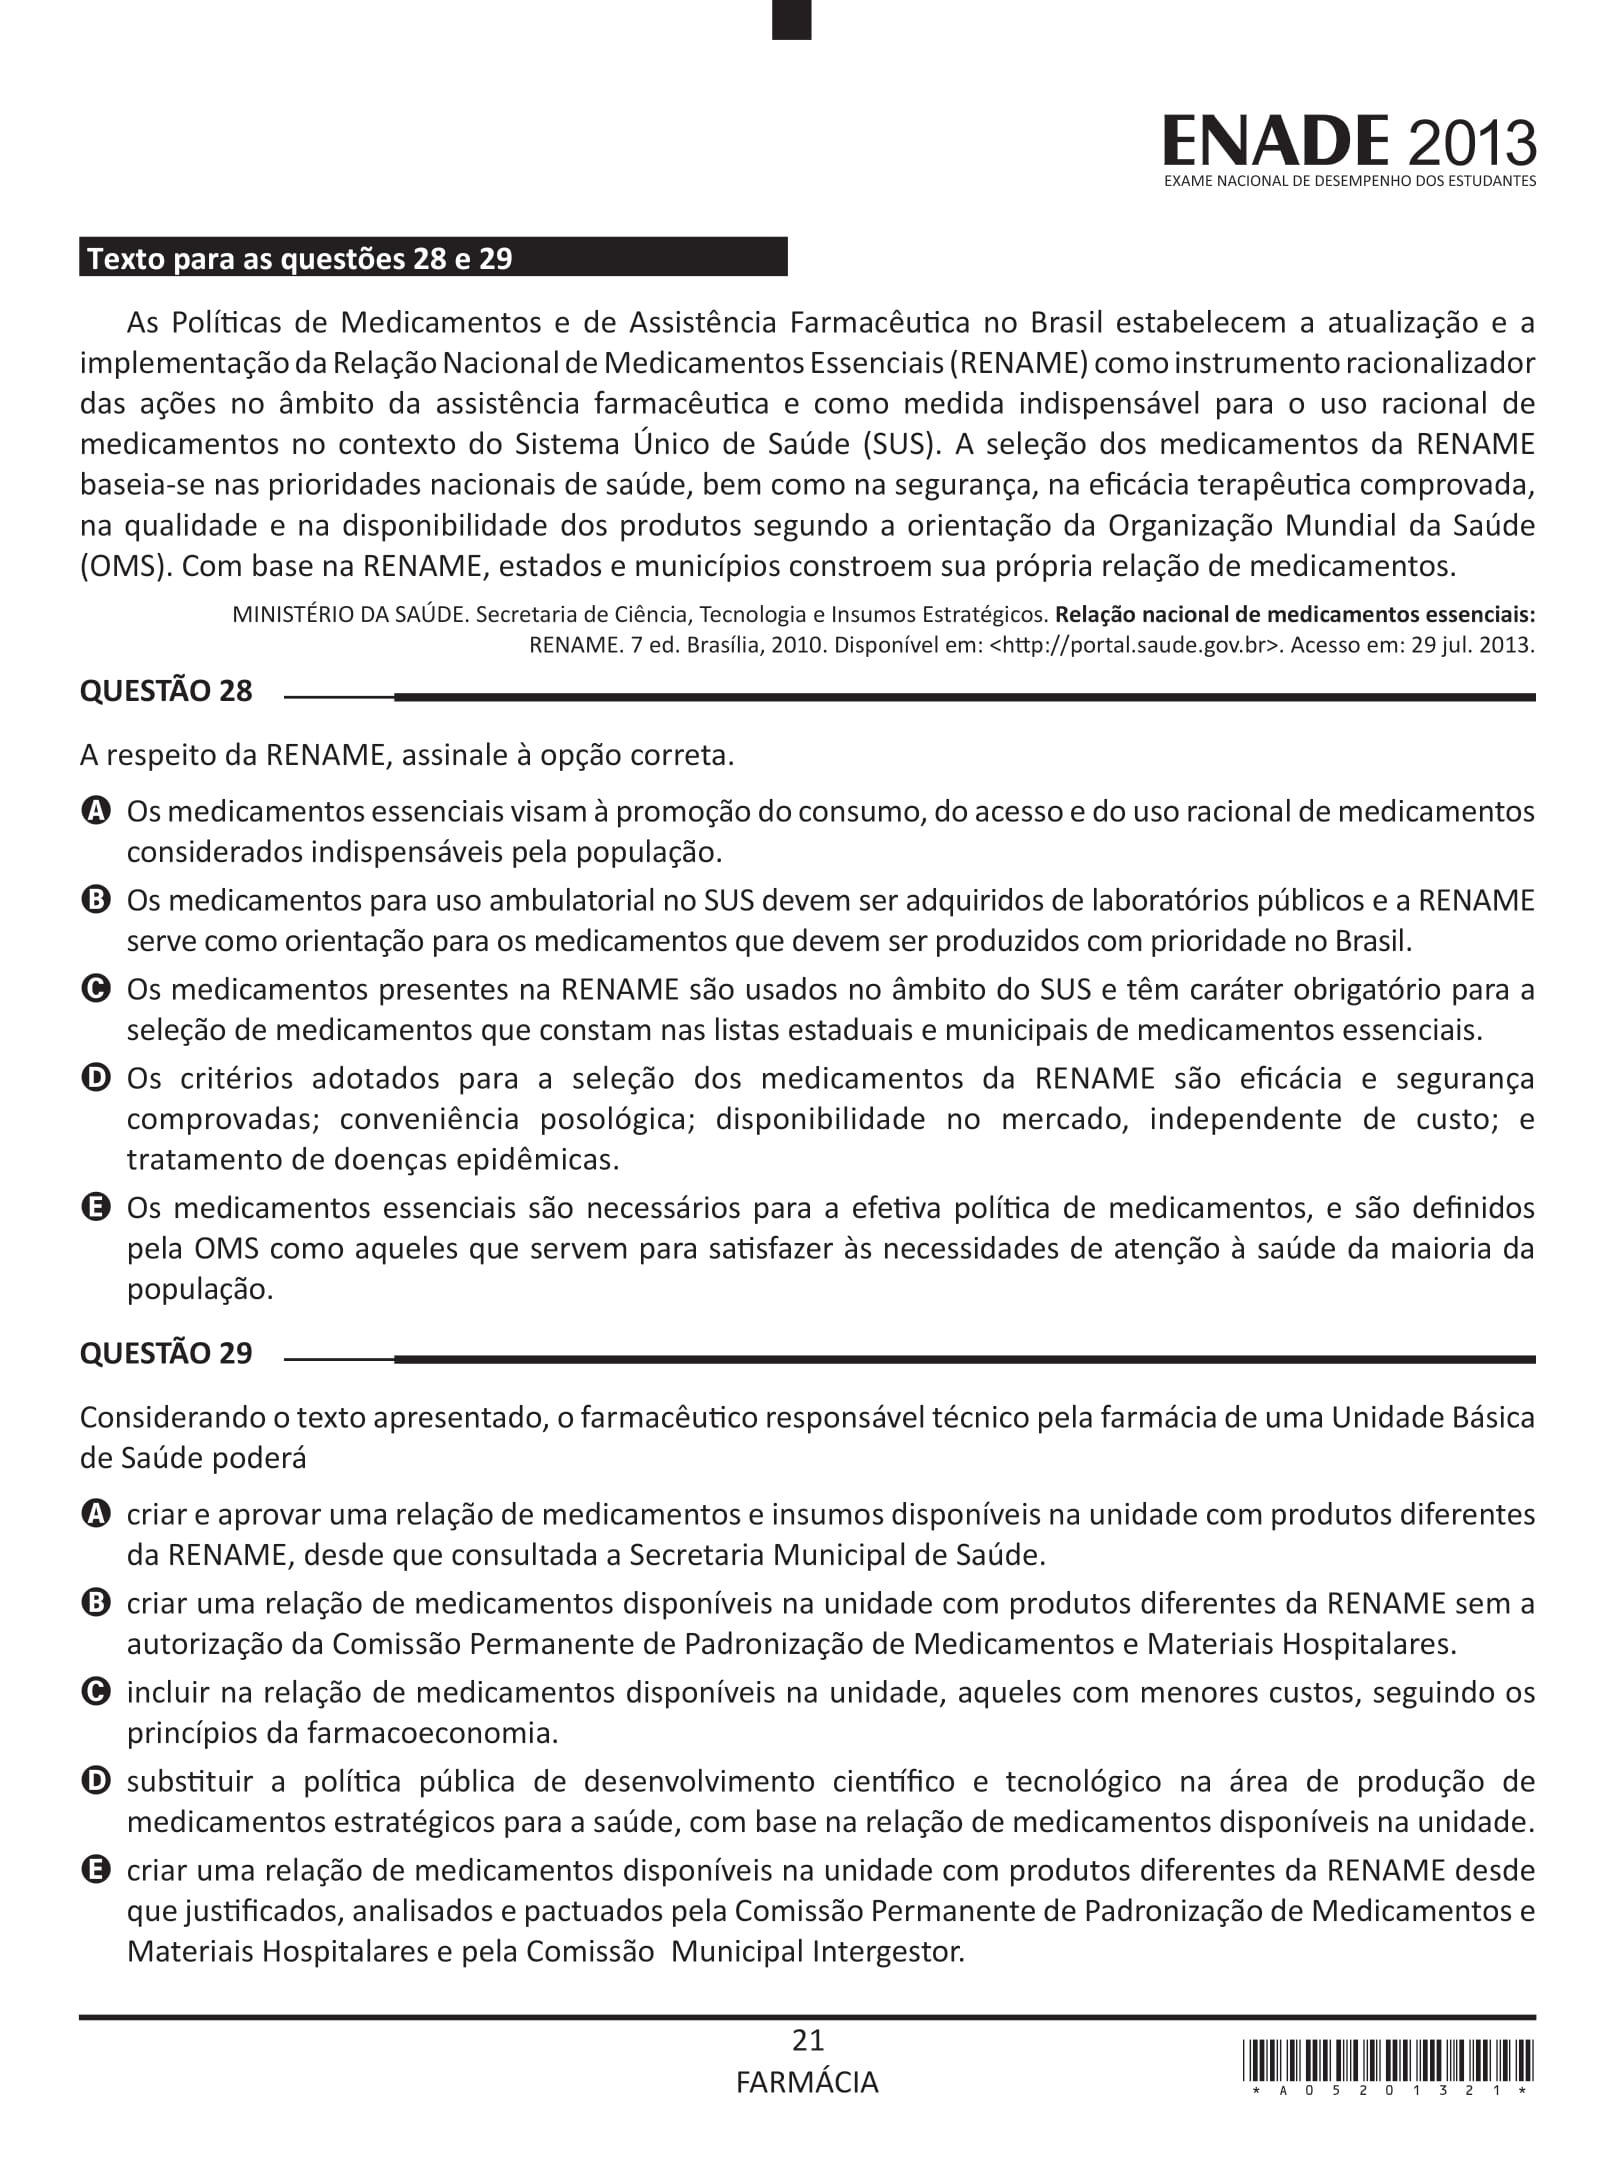 ENADE 2013
EXAME NACIONAL DE DESEMPENHO DOS ESTUDANTES
Texto para as questões 28 e 29
As Políticas de Medicamentos e de Assistência Farmacêutica no Brasil estabelecem a atualização e a
implementação da Relação Nacional de Medicamentos Essenciais (RENAME) como instrumento racionalizador
das ações no âmbito da assistência farmacêutica e como medida indispensável para o uso racional de
medicamentos no contexto do Sistema Único de Saúde (SUS). A seleção dos medicamentos da RENAME
baseia-se nas prioridades nacionais de saúde, bem como na segurança, na eficácia terapêutica comprovada,
na qualidade e na disponibilidade dos produtos segundo a orientação da Organização Mundial da Saúde
(OMS). Com base na RENAME, estados e municípios constroem sua própria relação de medicamentos.
MINISTÉRIO DA SAÚDE. Secretaria de Ciência, Tecnologia e Insumos Estratégicos. Relação nacional de medicamentos essenciais:
RENAME. 7 ed. Brasília, 2010. Disponível em: <http://portal.saude.gov.br>. Acesso em: 29 jul. 2013.
QUESTÃO 28
A respeito da RENAME, assinale à opção correta.
A Os medicamentos essenciais visam à promoção do consumo, do acesso e do uso racional de medicamentos
considerados indispensáveis pela população.
B Os medicamentos para uso ambulatorial no SUS devem ser adquiridos de laboratórios públicos e a RENAME
serve como orientação para os medicamentos que devem ser produzidos com prioridade no Brasil.
C Os medicamentos presentes na RENAME são usados no âmbito do SUS e têm caráter obrigatório para a
seleção de medicamentos que constam nas listas estaduais e municipais de medicamentos essenciais.
D Os critérios adotados para a seleção dos medicamentos da RENAME são eficácia e segurança
comprovadas; conveniência posológica; disponibilidade no mercado, independente de custo; e
tratamento de doenças epidêmicas.
E Os medicamentos essenciais são necessários para a efetiva política de medicamentos, e são definidos
pela OMS como aqueles que servem para satisfazer às necessidades de atenção à saúde da maioria da
população.
QUESTÃO 29
Considerando o texto apresentado, o farmacêutico responsável técnico pela farmácia de uma Unidade Básica
de Saúde poderá
A criar e aprovar uma relação de medicamentos e insumos disponíveis na unidade com produtos diferentes
da RENAME, desde que consultada a Secretaria Municipal de Saúde.
B criar uma relação de medicamentos disponíveis na unidade com produtos diferentes da RENAME sem a
autorização da Comissão Permanente de Padronização de Medicamentos e Materiais Hospitalares.
C incluir na relação de medicamentos disponíveis na unidade, aqueles com menores custos, seguindo os
princípios da farmacoeconomia.
D substituir a política pública de desenvolvimento científico e tecnológico na área de produção de
medicamentos estratégicos para a saúde, com base na relação de medicamentos disponíveis na unidade.
E criar uma relação de medicamentos disponíveis na unidade com produtos diferentes da RENAME desde
que justificados, analisados e pactuados pela Comissão Permanente de Padronização de Medicamentos e
Materiais Hospitalares e pela Comissão Municipal Intergestor.
21
FARMÁCIA
* A 0 5 2 0 1 3 2 1 *